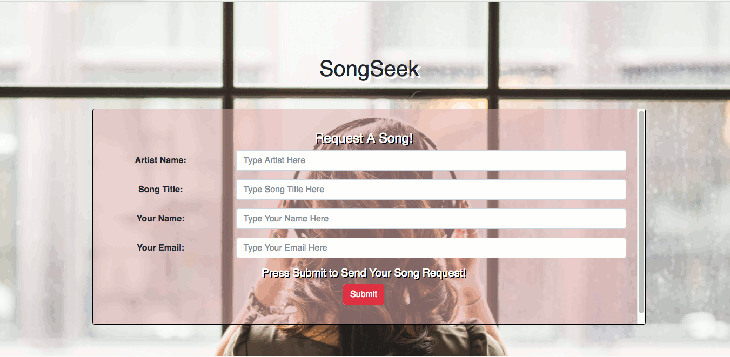 SongSeek
Request A Song!
Artist Name: Type Artist Here
Song Title: Type Song Title Here
Your Name: Type Your Name Here
Your Email: Type Your Email Here
Press Submit to Send Your Song Request!
Submit